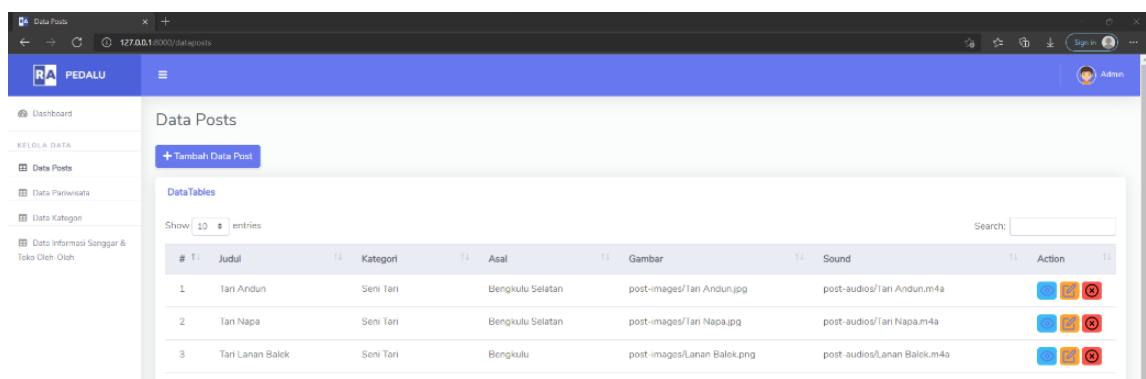 Data Posts
127.0.0.1:8000/dataposts
Sign in
RA PEDALU
Admin
Dashboard
KELOLA DATA
Data Posts
Data Pariwisata
Data Kategori
Data Informasi Sanggar &
Toko Oleh-Oleh
Data Posts
+ Tambah Data Post
DataTables
Show 10 entries
Search:
# Judul Kategori Asal Gambar Sound Action
1 Tari Andun Seni Tari Bengkulu Selatan post-images/Tari Andun.jpg post-audios/Tari Andun.m4a
2 Tari Napa Seni Tari Bengkulu Selatan post-images/Tari Napa.jpg post-audios/Tari Napa.m4a
3 Tari Lanan Balek Seni Tari Bengkulu post-images/Lanan Balek.png post-audios/Lanan Balek.m4a